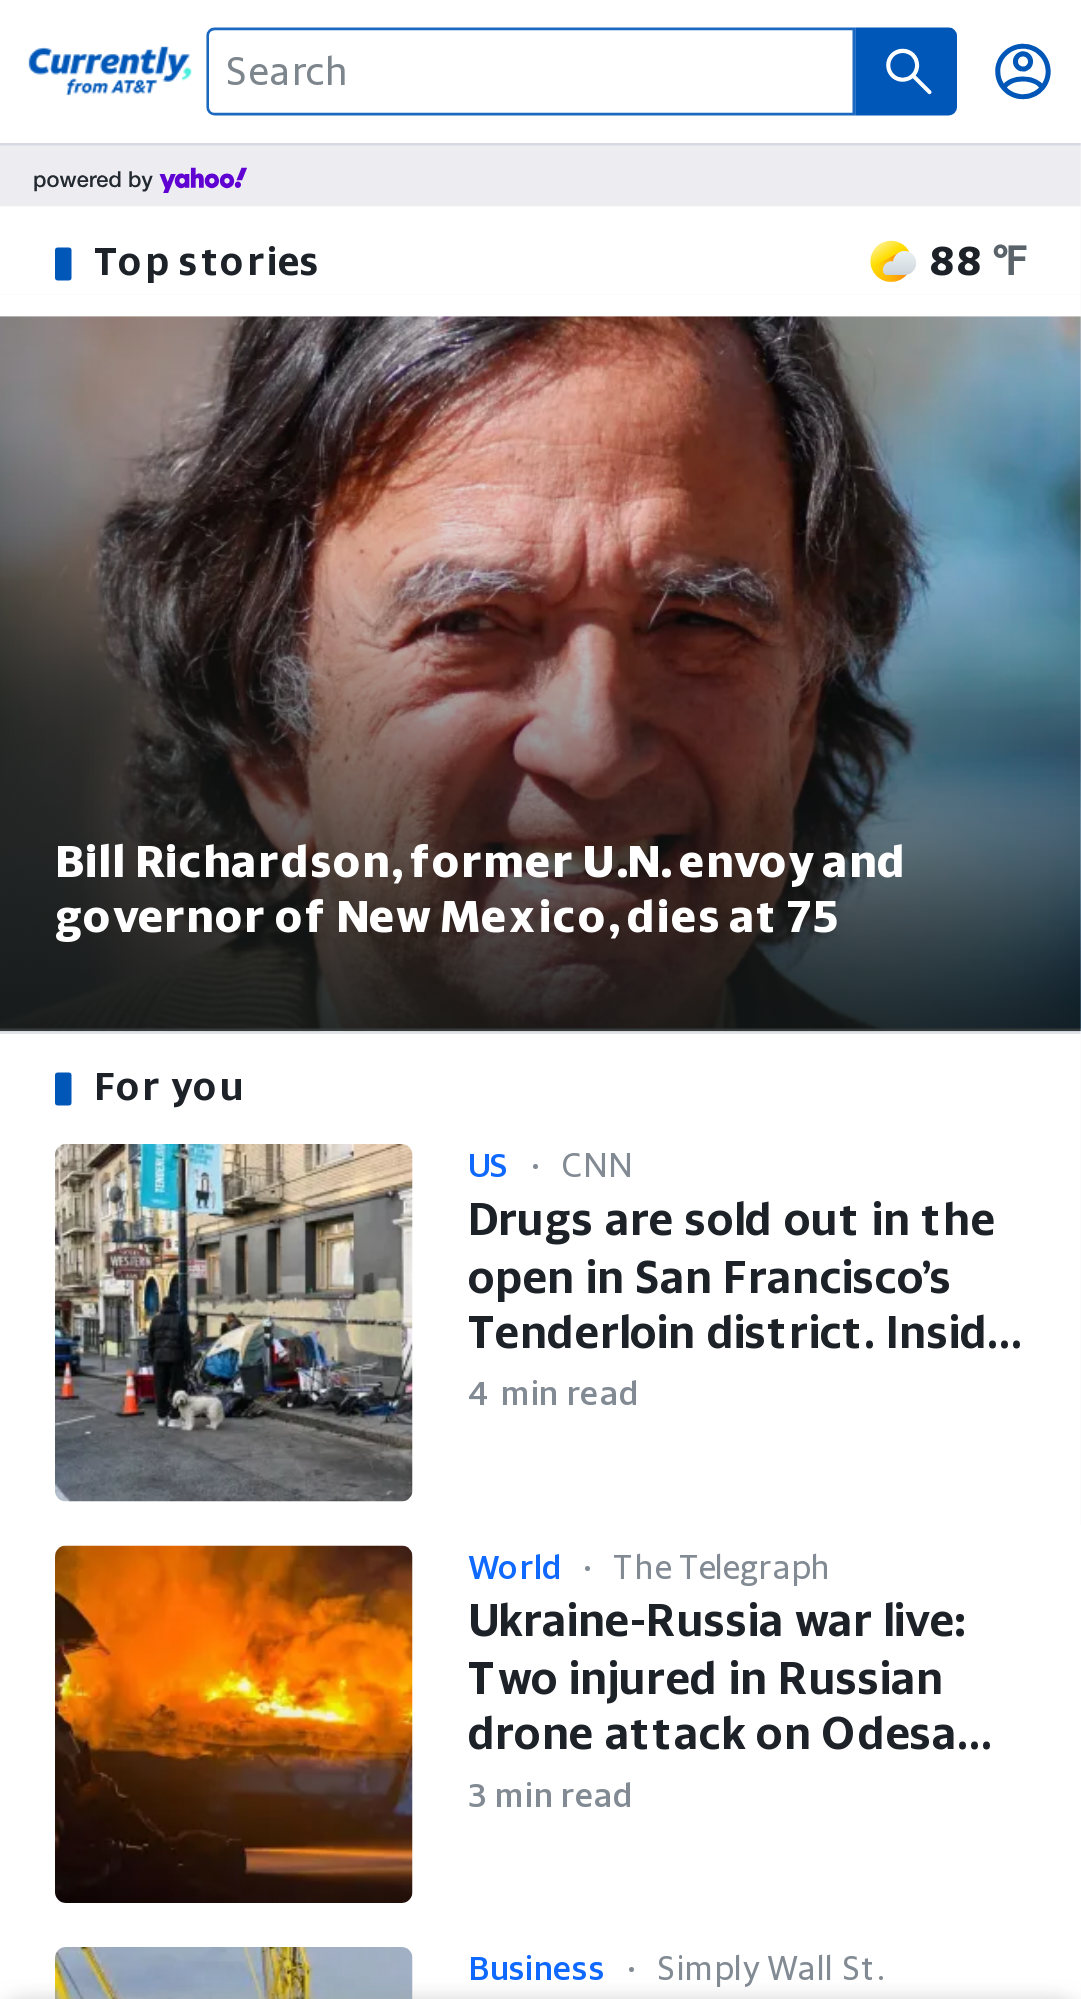 Currently,
from AT&T
Search
powered by yahoo!
Top stories
88 °F
Bill Richardson, former U.N. envoy and
governor of New Mexico, dies at 75
For you
TENDERLOIN
WESTERN
US · CNN
Drugs are sold out in the
open in San Francisco’s
Tenderloin district. Insid...
4 min read
World · The Telegraph
Ukraine-Russia war live:
Two injured in Russian
drone attack on Odesa...
3 min read
Business · Simply Wall St.